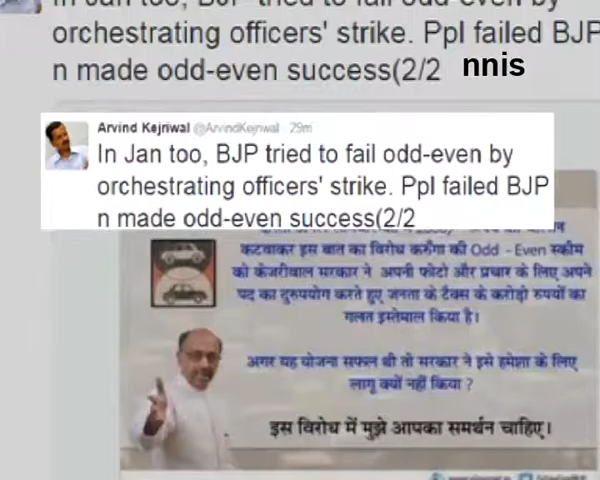 orchestrating officers' strike. Ppl failed BJP
n made odd-even success(2/2
nnis
Arvind Kejriwal @ArvindKejriwal 29m
In Jan too, BJP tried to fail odd-even by
orchestrating officers' strike. Ppl failed BJP
n made odd-even success(2/2
कटवाकर इस बात का विरोध करूँगा की Odd - Even स्कीम
को केजरीवाल सरकार ने अपनी फोटो और प्रचार के लिए अपने
पद का दुरुपयोग करते हुए जनता के टैक्स के करोड़ो रुपयों का
गलत इस्तेमाल किया है।
अगर यह योजना सफल थी तो सरकार ने इसे हमेशा के लिए
लागू क्यों नहीं किया ?
इस विरोध में मुझे आपका समर्थन चाहिए।